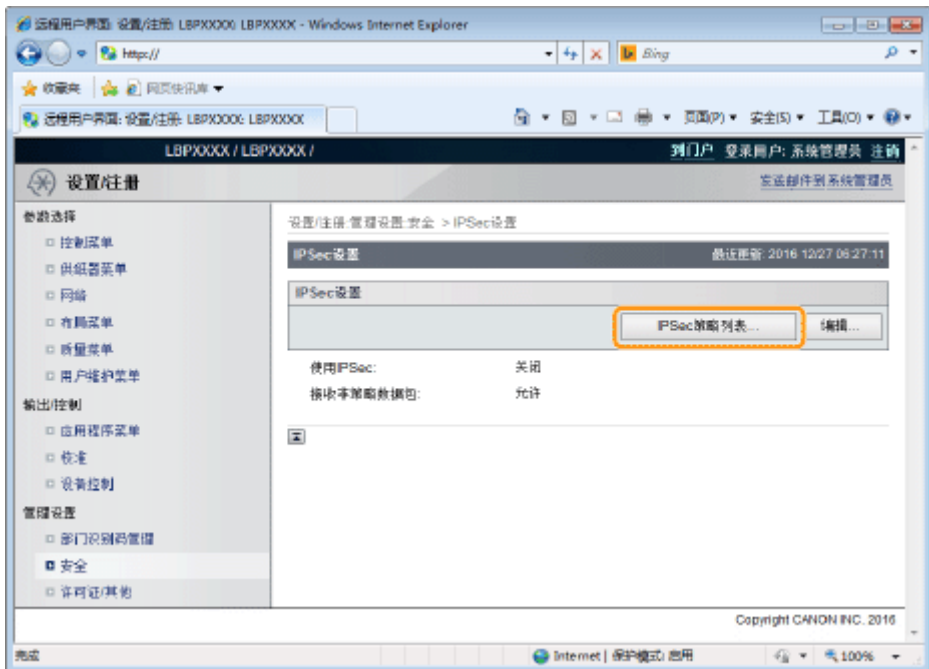 远程用户界面: 设置/注册: LBPXXXX: LBPXXXX - Windows Internet Explorer
http://
Bing
收藏夹 网页快讯库
远程用户界面: 设置/注册: LBPXXXX: LBPXXXX
页面(P) 安全(S) 工具(O)
LBPXXXX / LBPXXXX /
到门户 登录用户: 系统管理员 注销
设置/注册
发送邮件到系统管理员
参数选择
控制菜单
供纸器菜单
网络
布局菜单
质量菜单
用户维护菜单
输出/控制
应用程序菜单
校准
设备控制
管理设置
部门识别码管理
安全
许可证/其他
设置/注册:管理设置:安全 > IPSec设置
IPSec设置
最近更新: 2016 12/27 06:27:11
IPSec设置
IPSec策略列表...
编辑...
使用IPSec: 关闭
接收非策略数据包: 允许
Copyright CANON INC. 2016
完成
Internet | 保护模式: 启用
100%